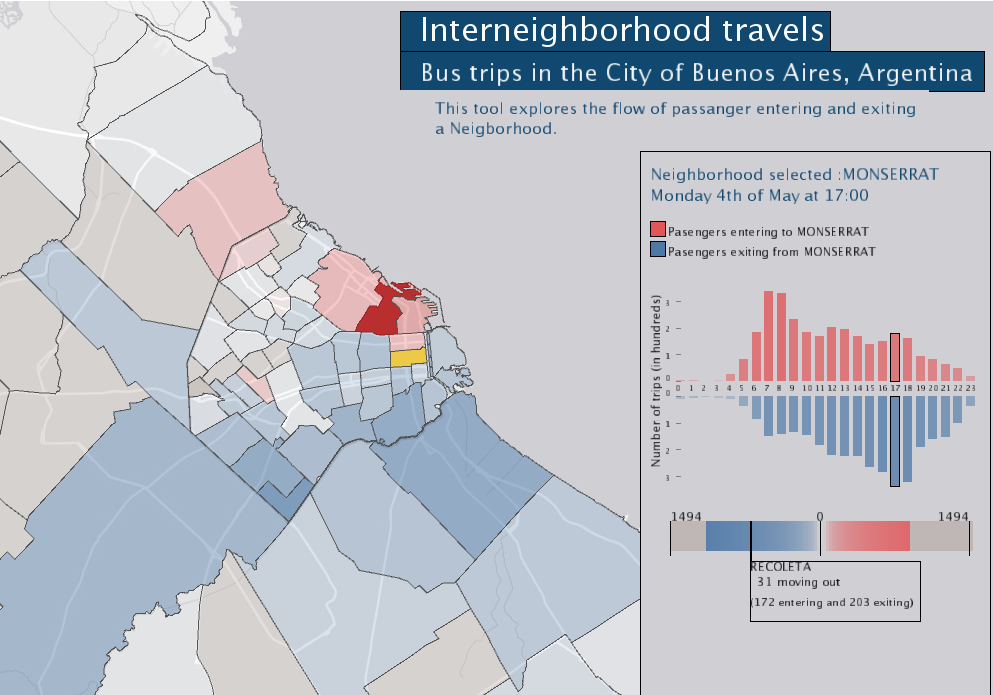 Interneighborhood travels
Bus trips in the City of Buenos Aires, Argentina
This tool explores the flow of passanger entering and exiting
a Neigborhood.
Neighborhood selected :MONSERRAT
Monday 4th of May at 17:00
Pasengers entering to MONSERRAT
Pasengers exiting from MONSERRAT
Number of trips (in hundreds)
3
2
1
0
0 1 2 3 4 5 6 7 8 9 10 11 12 13 14 15 16 17 18 19 20 21 22 23
0
1
2
3
1494 0 1494
RECOLETA
31 moving out
(172 entering and 203 exiting)